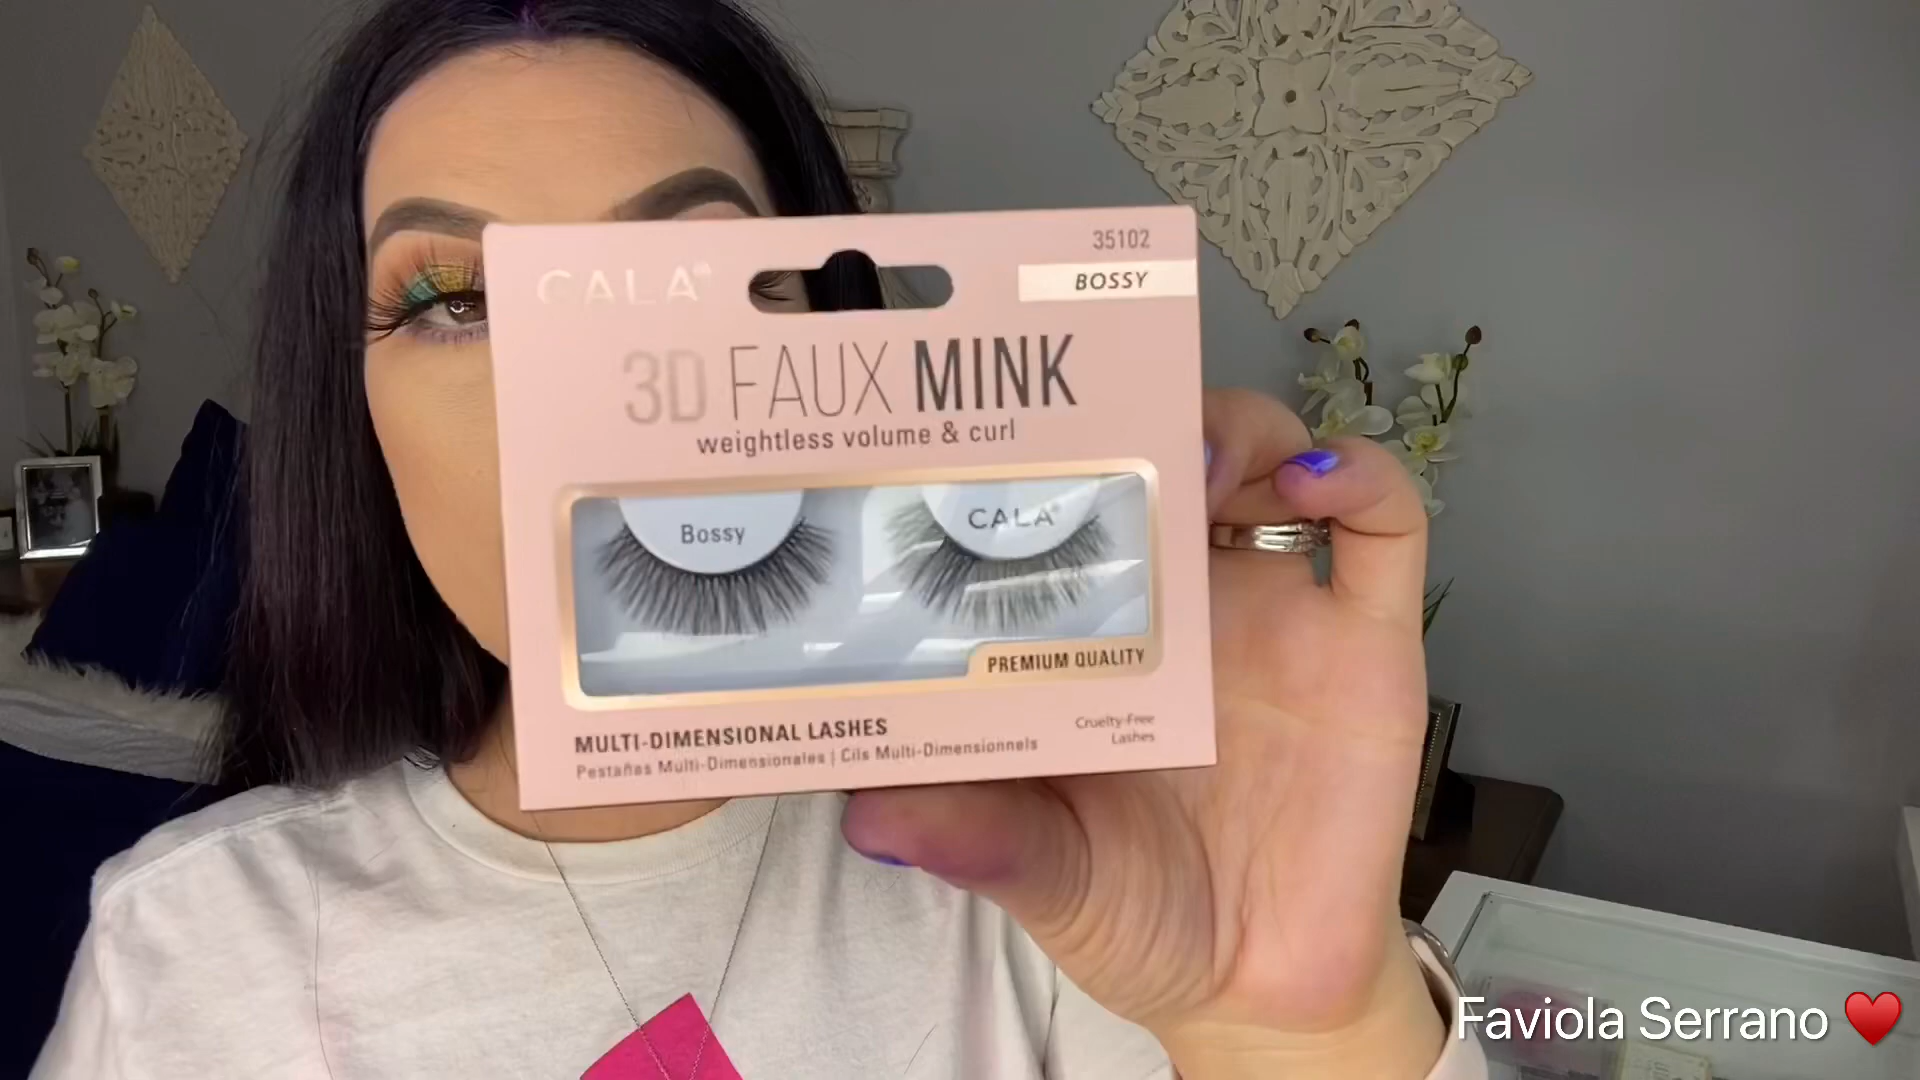 35102
CALA®
BOSSY
3D FAUX MINK
weightless volume & curl
Bossy
CALA®
PREMIUM QUALITY
MULTI-DIMENSIONAL LASHES
Pestañas Multi-Dimensionales | Cils Multi-Dimensionnels
Cruelty-Free
Lashes
Faviola Serrano ♥️